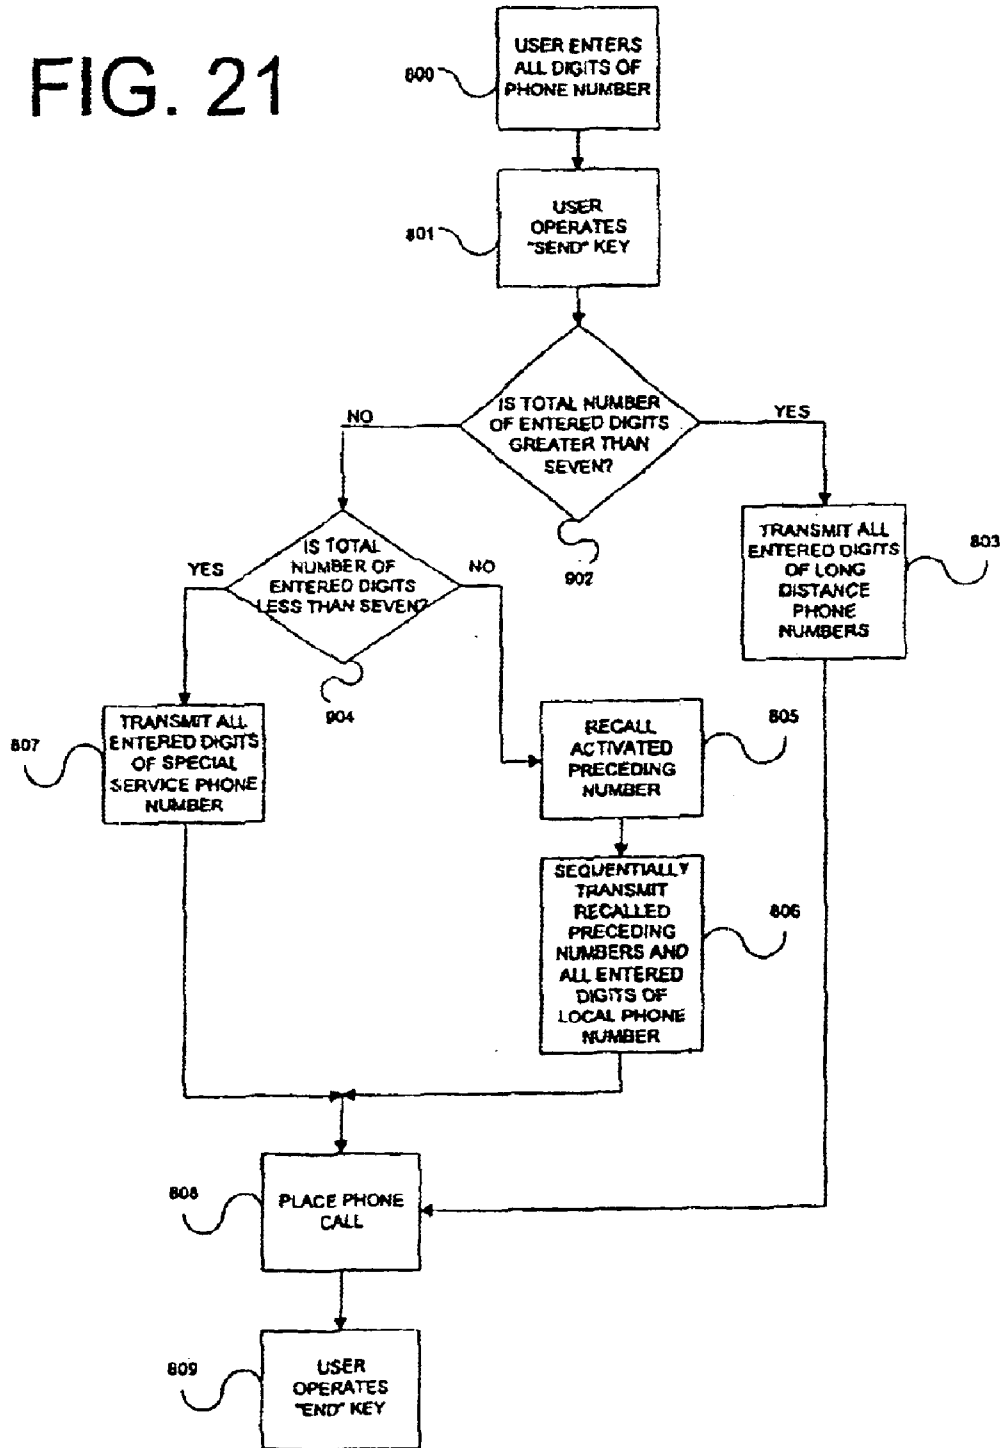 FIG. 21
USER ENTERS
ALL DIGITS OF
PHONE NUMBER
800
USER
OPERATES
"SEND" KEY
801
IS TOTAL NUMBER
OF ENTERED DIGITS
GREATER THAN
SEVEN?
NO
YES
902
IS TOTAL
NUMBER OF
ENTERED DIGITS
LESS THAN SEVEN?
YES
NO
904
TRANSMIT ALL
ENTERED DIGITS
OF LONG
DISTANCE
PHONE
NUMBERS
803
TRANSMIT ALL
ENTERED DIGITS
OF SPECIAL
SERVICE PHONE
NUMBER
807
RECALL
ACTIVATED
PRECEDING
NUMBER
805
SEQUENTIALLY
TRANSMIT
RECALLED
PRECEDING
NUMBERS AND
ALL ENTERED
DIGITS OF
LOCAL PHONE
NUMBER
806
PLACE PHONE
CALL
808
USER
OPERATES
"END" KEY
809